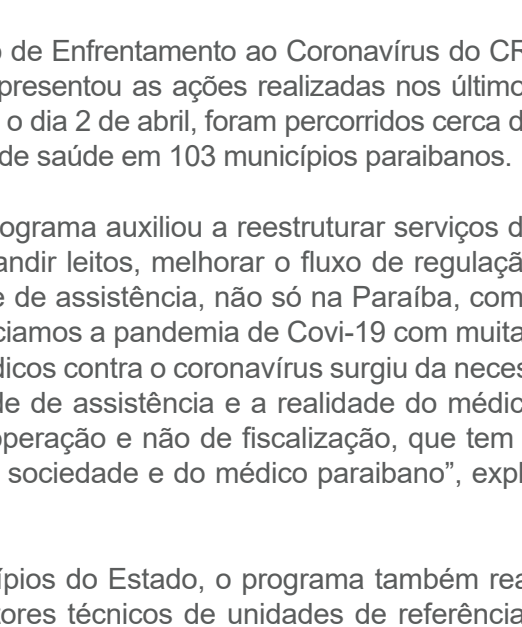 de Enfrentamento ao Coronavírus do CR
presentou as ações realizadas nos último
o dia 2 de abril, foram percorridos cerca d
de saúde em 103 municípios paraibanos.
ograma auxiliou a reestruturar serviços d
andir leitos, melhorar o fluxo de regulaçã
e de assistência, não só na Paraíba, com
ciamos a pandemia de Covi-19 com muita
dicos contra o coronavírus surgiu da neces
de de assistência e a realidade do médic
operação e não de fiscalização, que tem
sociedade e do médico paraibano”, expl
ípios do Estado, o programa também rea
tores técnicos de unidades de referência